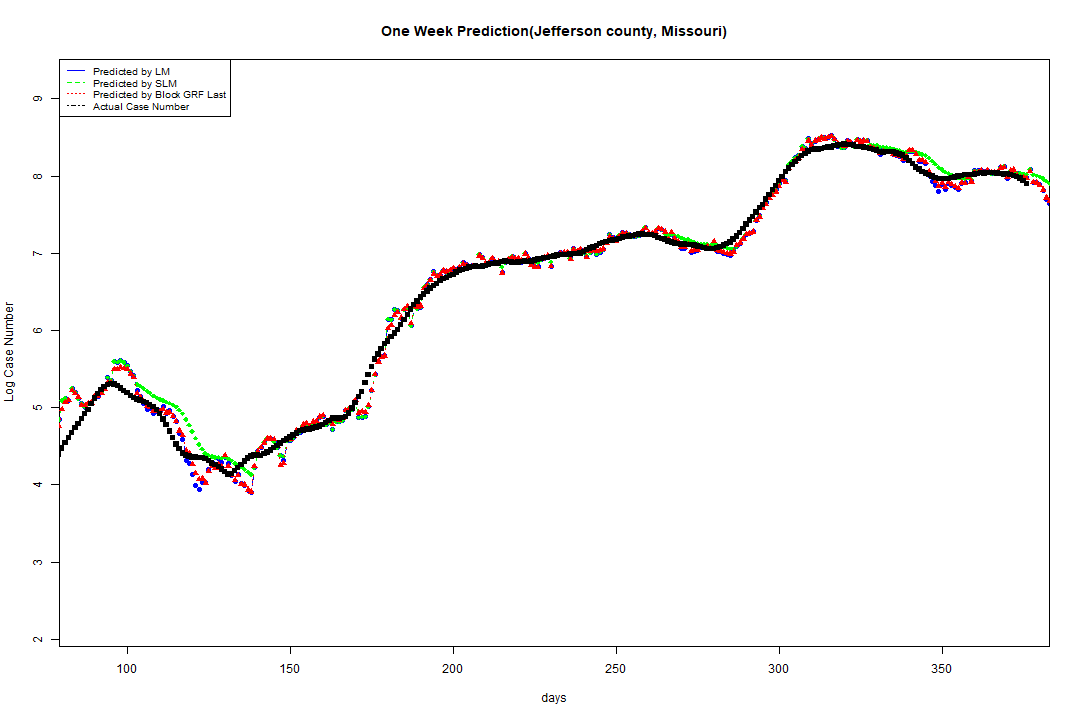 One Week Prediction(Jefferson county, Missouri)
Predicted by LM
Predicted by SLM
Predicted by Block GRF Last
Actual Case Number
9
8
7
6
5
4
3
2
Log Case Number
100 150 200 250 300 350
days